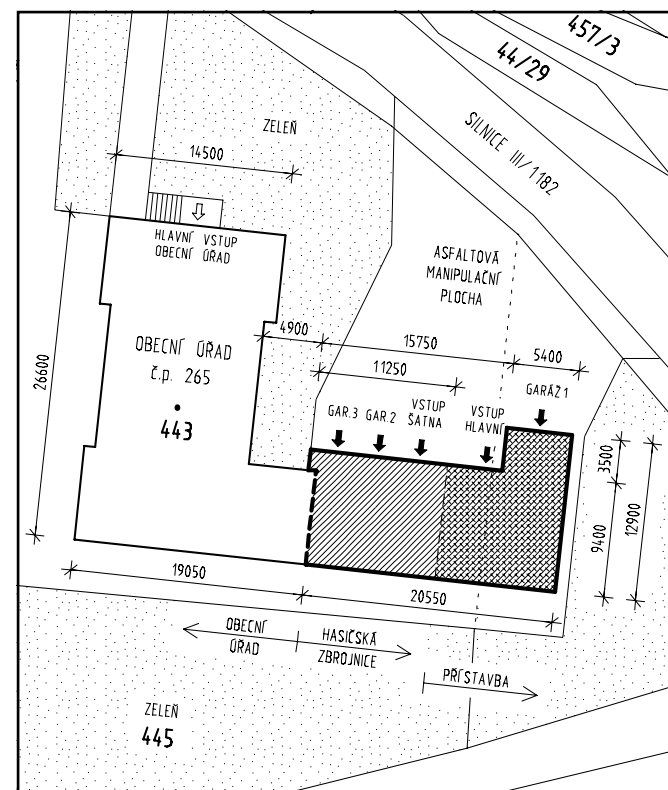 457/3
44/29
SILNICE III/1182
ZELEŇ
14500
HLAVNÍ VSTUP
OBECNÍ ÚŘAD
ASFALTOVÁ
MANIPULAČNÍ
PLOCHA
4900
15750
5400
11250
OBECNÍ ÚŘAD
č.p. 265
443
26600
GARÁŽ 1
GAR.3
GAR.2
VSTUP
ŠATNA
VSTUP
HLAVNÍ
3500
9400
12900
19050
20550
OBECNÍ
ÚŘAD
HASIČSKÁ
ZBROJNICE
PŘÍSTAVBA
ZELEŇ
445